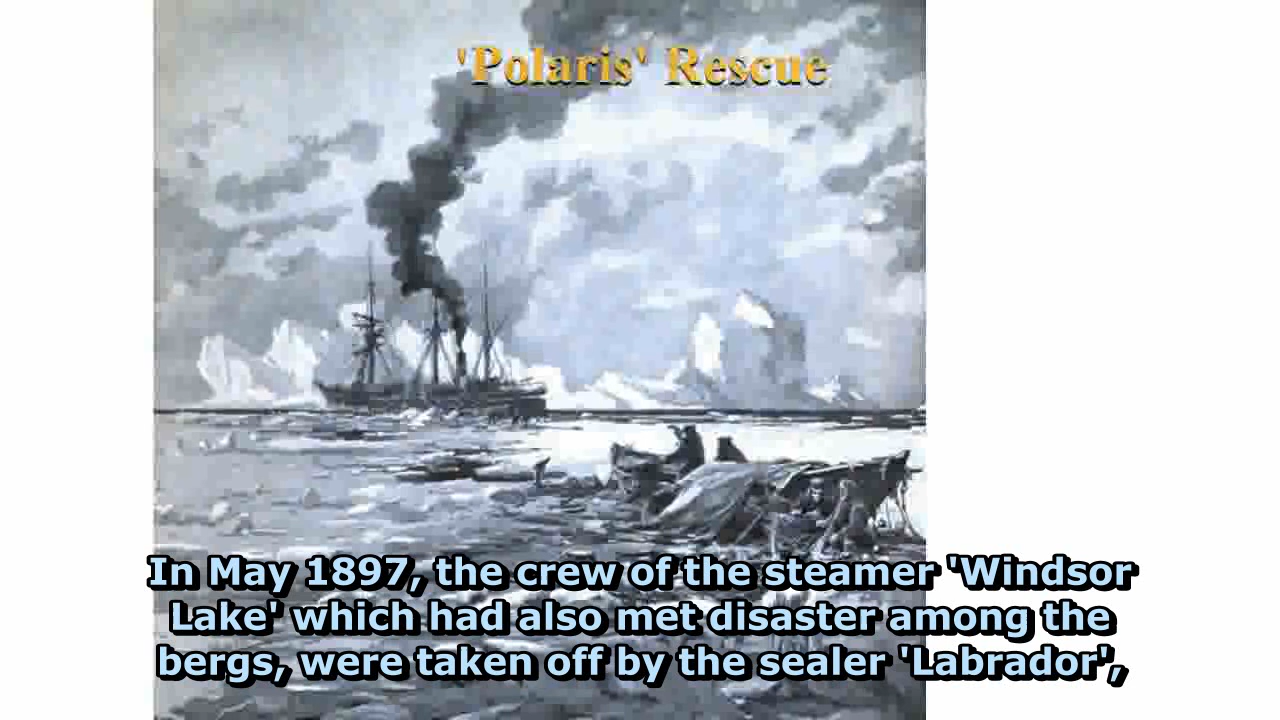 'Polaris' Rescue
In May 1897, the crew of the steamer 'Windsor
Lake' which had also met disaster among the
bergs, were taken off by the sealer 'Labrador',